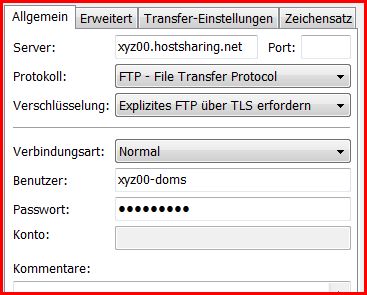 Allgemein Erweitert Transfer-Einstellungen Zeichensatz
Server: xyz00.hostsharing.net Port:
Protokoll: FTP - File Transfer Protocol
Verschlüsselung: Explizites FTP über TLS erfordern
Verbindungsart: Normal
Benutzer: xyz00-doms
Passwort: ●●●●●●●●●
Konto:
Kommentare: